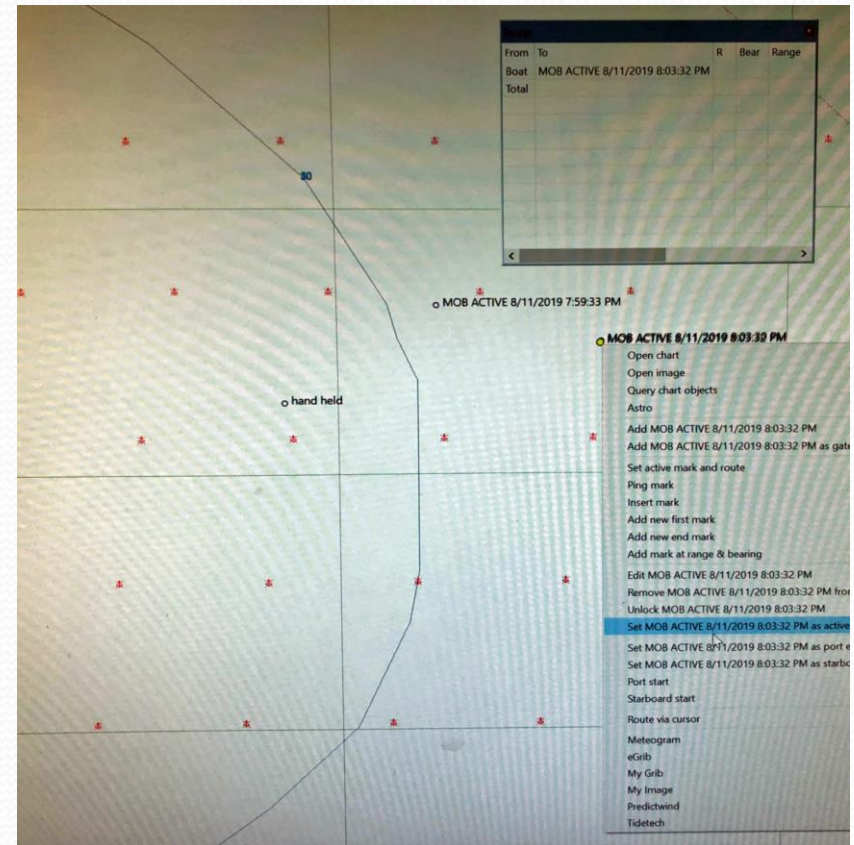 From To R Bear Range
Boat MOB ACTIVE 8/11/2019 8:03:32 PM
Total
30
MOB ACTIVE 8/11/2019 7:59:33 PM
MOB ACTIVE 8/11/2019 8:03:32 PM
Open chart
Open image
Query chart objects
hand held
Astro
Add MOB ACTIVE 8/11/2019 8:03:32 PM
Add MOB ACTIVE 8/11/2019 8:03:32 PM as gate
Set active mark and route
Ping mark
Insert mark
Add new first mark
Add new end mark
Add mark at range & bearing
Edit MOB ACTIVE 8/11/2019 8:03:32 PM
Remove MOB ACTIVE 8/11/2019 8:03:32 PM from
Unlock MOB ACTIVE 8/11/2019 8:03:32 PM
Set MOB ACTIVE 8/11/2019 8:03:32 PM as active
Set MOB ACTIVE 8/11/2019 8:03:32 PM as port e
Set MOB ACTIVE 8/11/2019 8:03:32 PM as starbo
Port start
Starboard start
Route via cursor
Meteogram
eGrib
My Grib
My Image
Predictwind
Tidetech